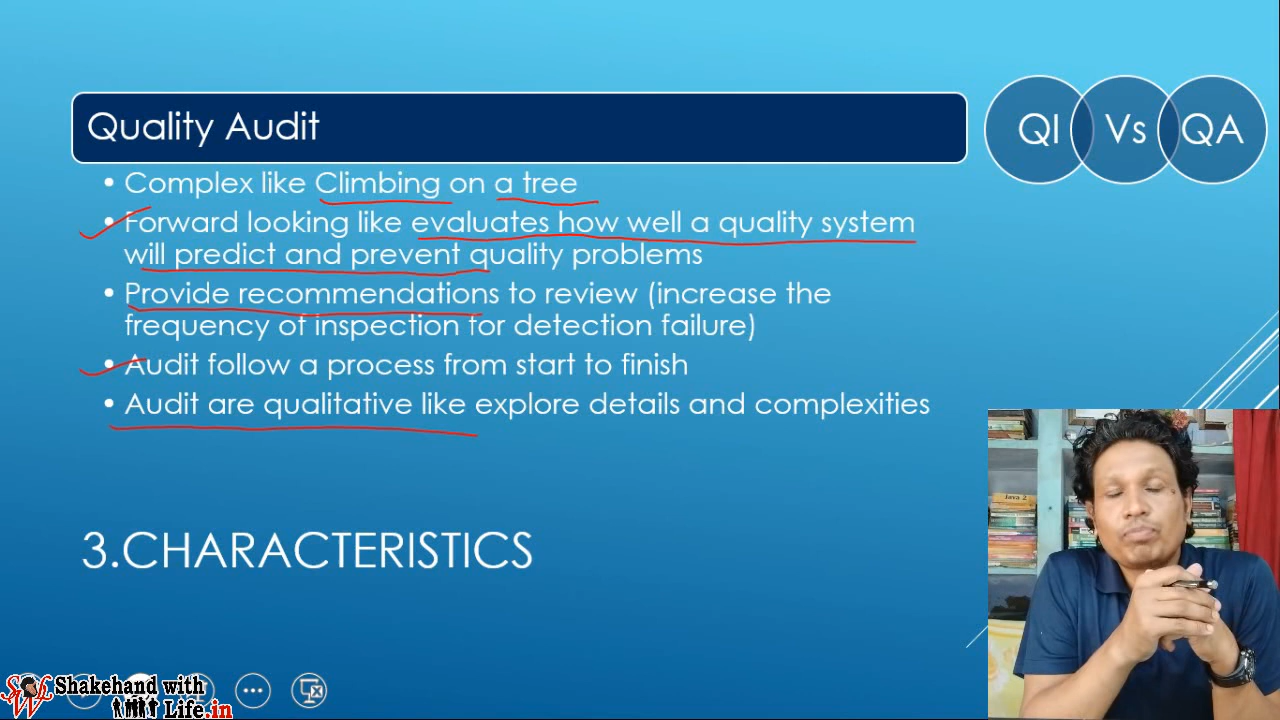 Quality Audit
QI Vs QA
• Complex like Climbing on a tree
• Forward looking like evaluates how well a quality system
will predict and prevent quality problems
• Provide recommendations to review (increase the
frequency of inspection for detection failure)
• Audit follow a process from start to finish
• Audit are qualitative like explore details and complexities
Java 2
3.CHARACTERISTICS
Shakehand with
Life.in